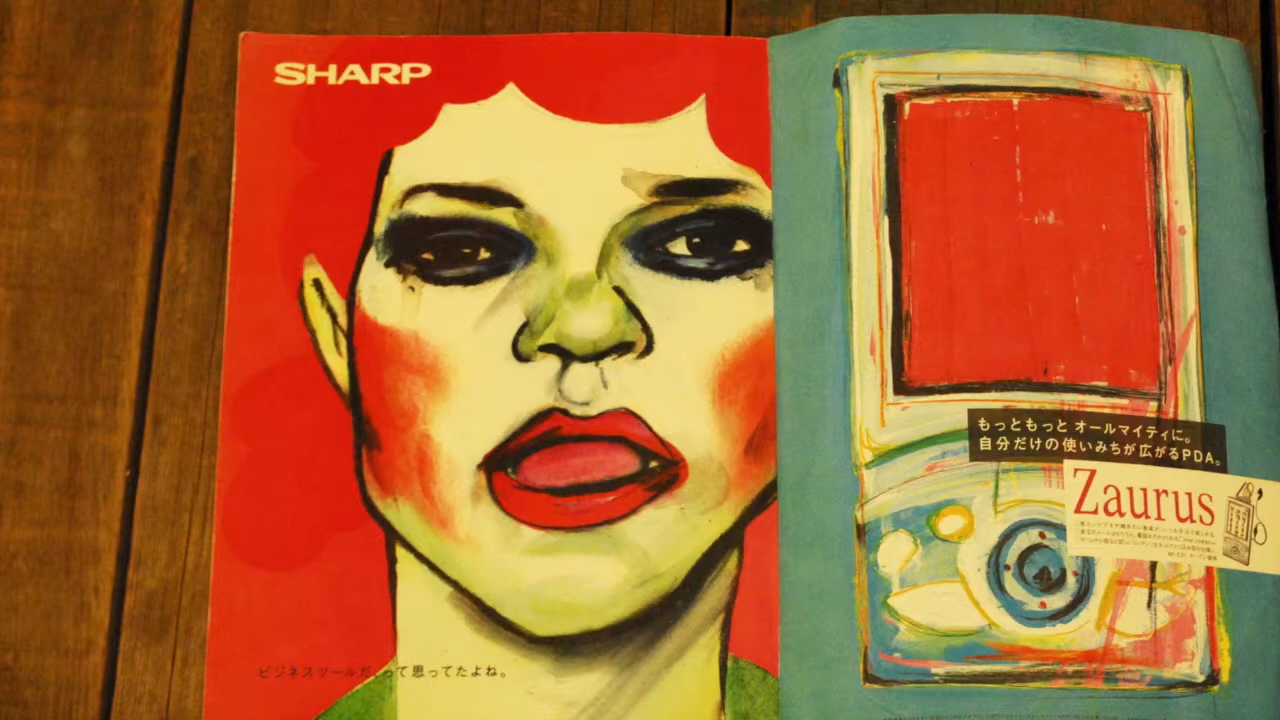 SHARP
ビジネスツールだ、って思ってたよね。
もっともっと オールマイティに。
自分だけの使いみちが広がるPDA。
Zaurus